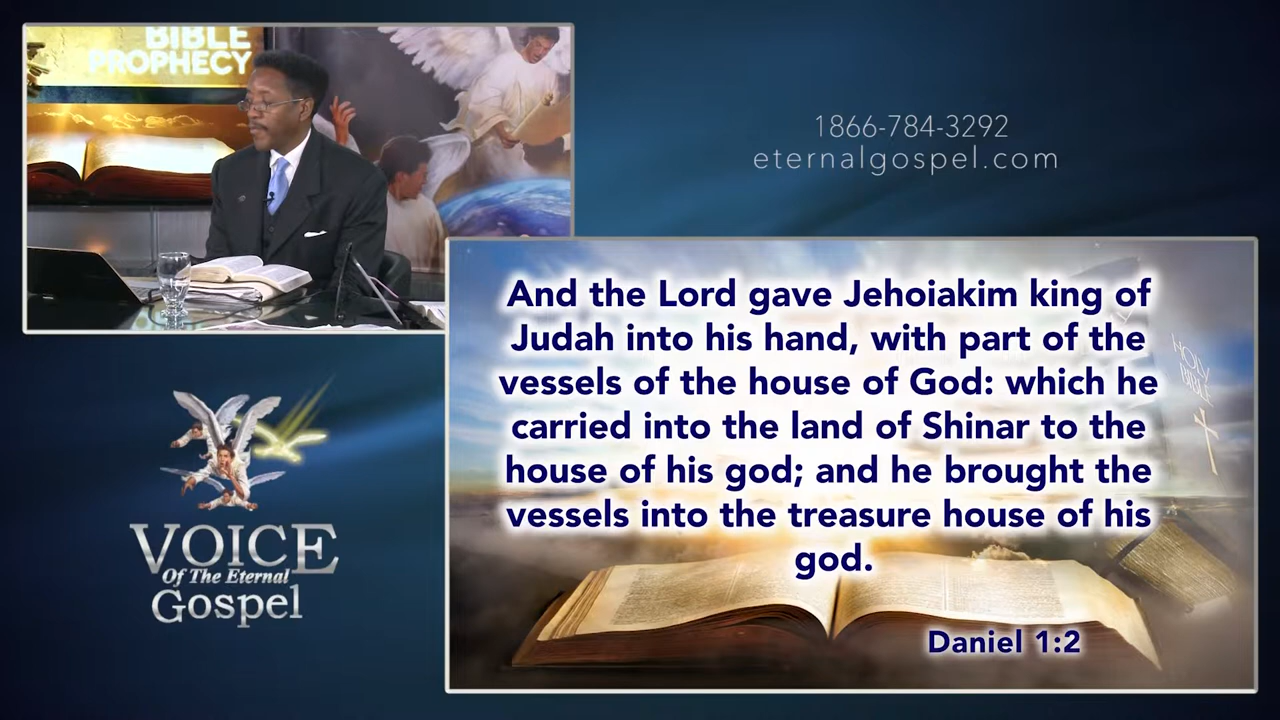 BIBLE
PROPHECY
1866-784-3292
eternalgospel.com
And the Lord gave Jehoiakim king of
Judah into his hand, with part of the
vessels of the house of God: which he
carried into the land of Shinar to the
house of his god; and he brought the
vessels into the treasure house of his
god.
Daniel 1:2
HOLY
BIBLE
VOICE
Of The Eternal
Gospel